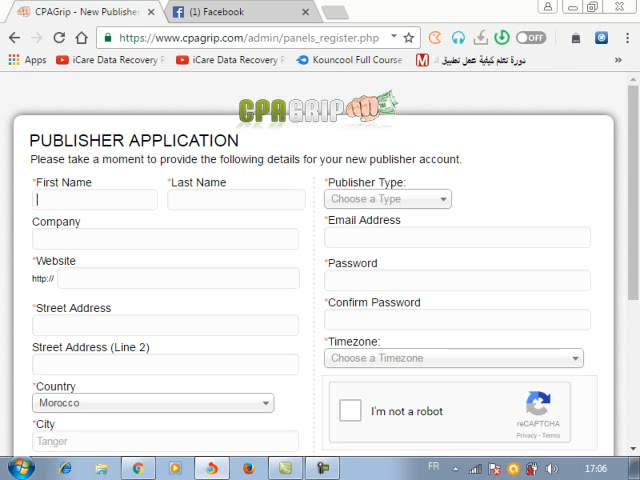 CPAGrip - New Publisher
(1) Facebook
https://www.cpagrip.com/admin/panels_register.php
OFF
Apps
iCare Data Recovery P
iCare Data Recovery P
Kouncool Full Course
دورة تعلم كيفية عمل تطبيق
CPAGRIP
PUBLISHER APPLICATION
Please take a moment to provide the following details for your new publisher account.
*First Name
*Last Name
*Publisher Type:
Choose a Type
Company
*Email Address
*Website
http://
*Password
*Street Address
*Confirm Password
Street Address (Line 2)
*Timezone:
Choose a Timezone
*Country
Morocco
I'm not a robot
reCAPTCHA
Privacy - Terms
*City
Tanger
FR
17:06